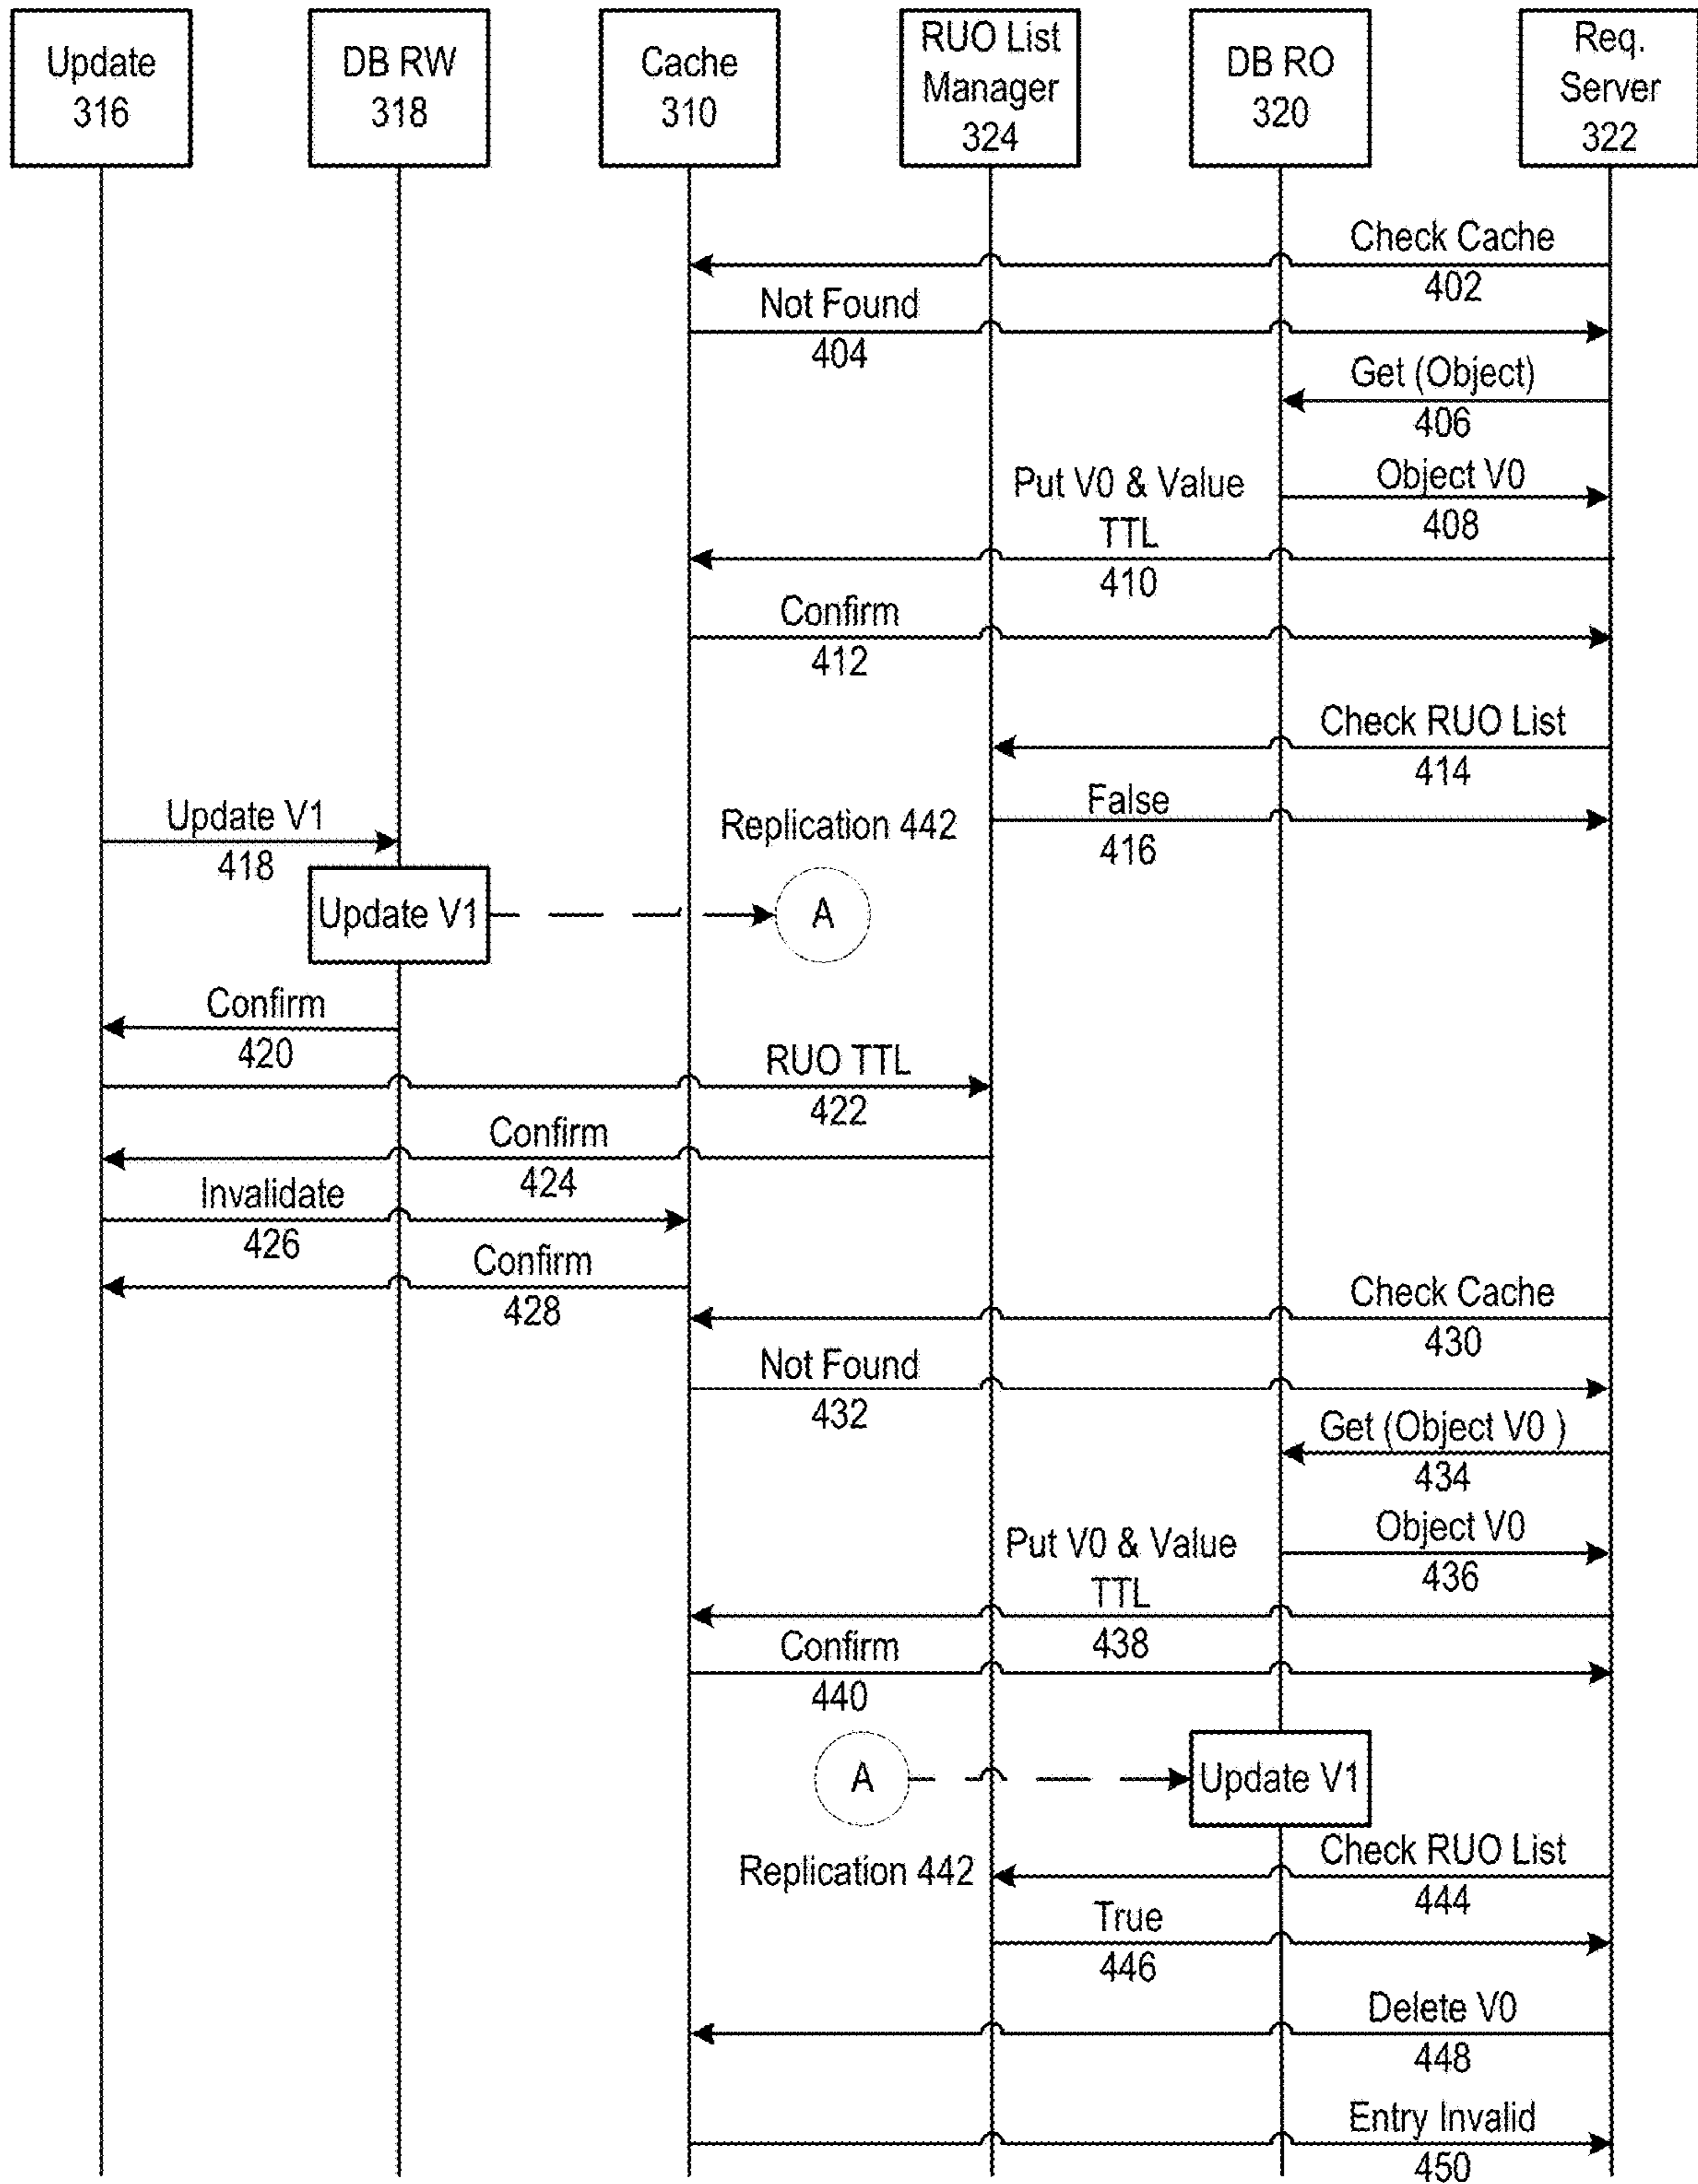 Update
316
DB RW
318
Cache
310
RUO List
Manager
324
DB RO
320
Req.
Server
322
Check Cache
402
Not Found
404
Get (Object)
406
Object V0
408
Put V0 & Value
TTL
410
Confirm
412
Check RUO List
414
False
416
Update V1
418
Replication 442
Update V1
A
Confirm
420
RUO TTL
422
Confirm
424
Invalidate
426
Confirm
428
Check Cache
430
Not Found
432
Get (Object V0 )
434
Object V0
436
Put V0 & Value
TTL
438
Confirm
440
A
Update V1
Replication 442
Check RUO List
444
True
446
Delete V0
448
Entry Invalid
450